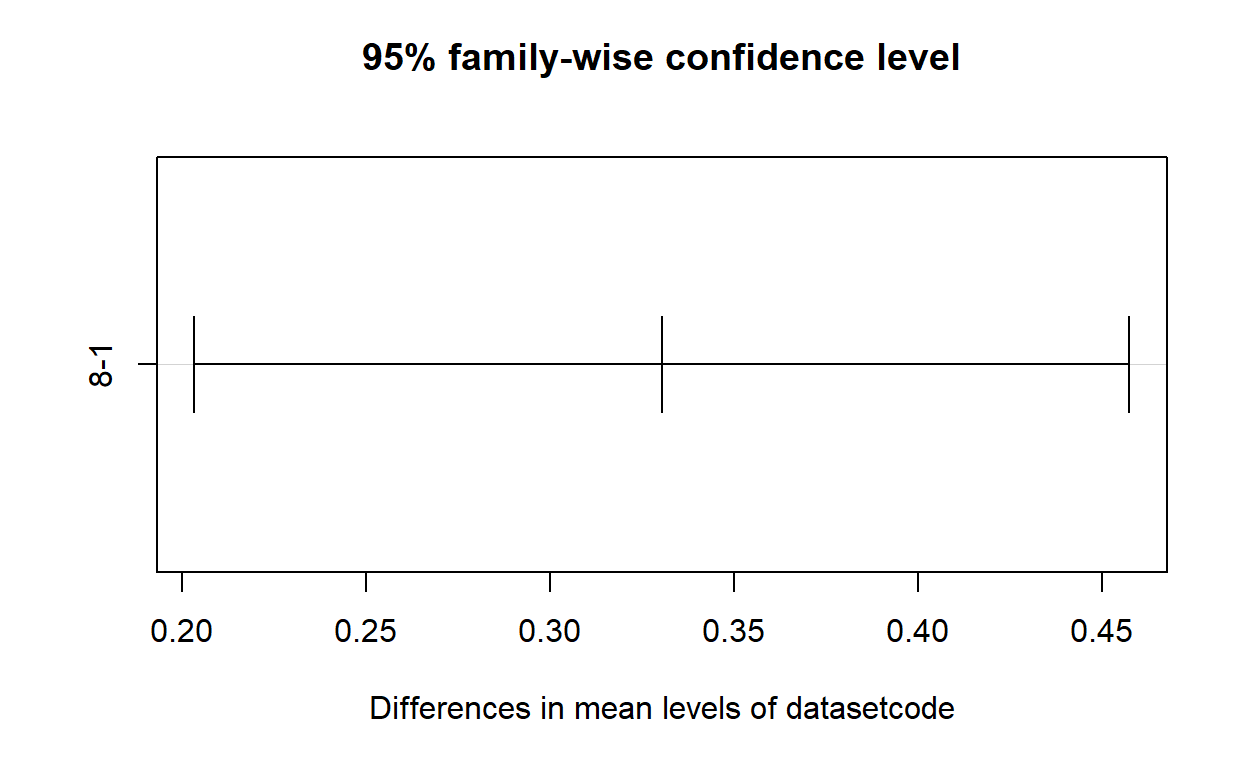 95% family-wise confidence level
8-1
0.20 0.25 0.30 0.35 0.40 0.45
Differences in mean levels of datasetcode